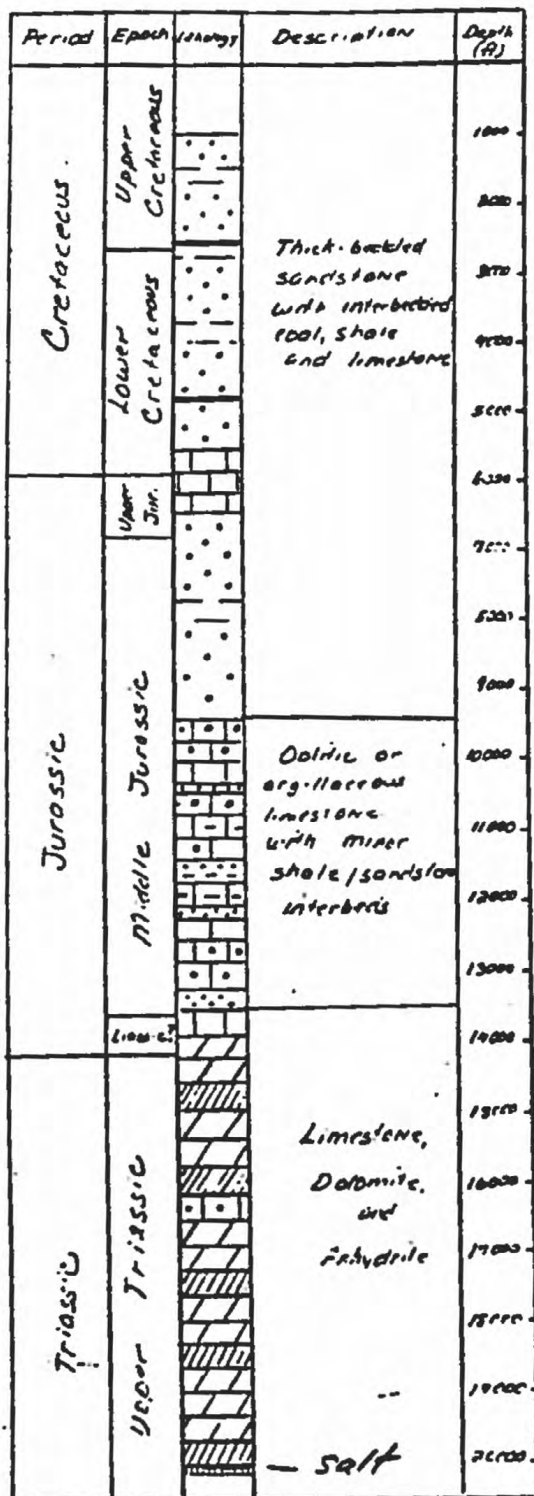 Period Epoch Lithology Description Depth (ft)
Cretaceous.
Upper
Cretaceous
Lower
Cretaceous
Thick-bedded
sandstone
with interbedded
coal, shale
and limestone
1000
2000
3000
4000
5000
6000
Jurassic
Upper
Jur.
Middle Jurassic
7000
8000
9000
Oolitic or
argillaceous
limestone
with minor
shale/sandstone
interbeds
10000
11000
12000
13000
Liassic?
14000
Triassic
Upper Triassic
Limestone,
Dolomite,
and
Anhydrite
15000
16000
17000
18000
19000
20000
— salt